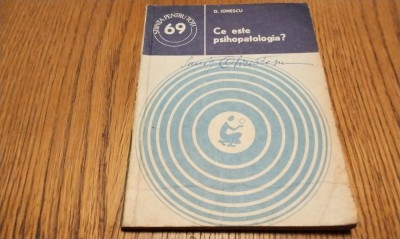 G. IONESCU
ȘTIINȚA PENTRU TOȚI
69
Ce este
psihopatologia?